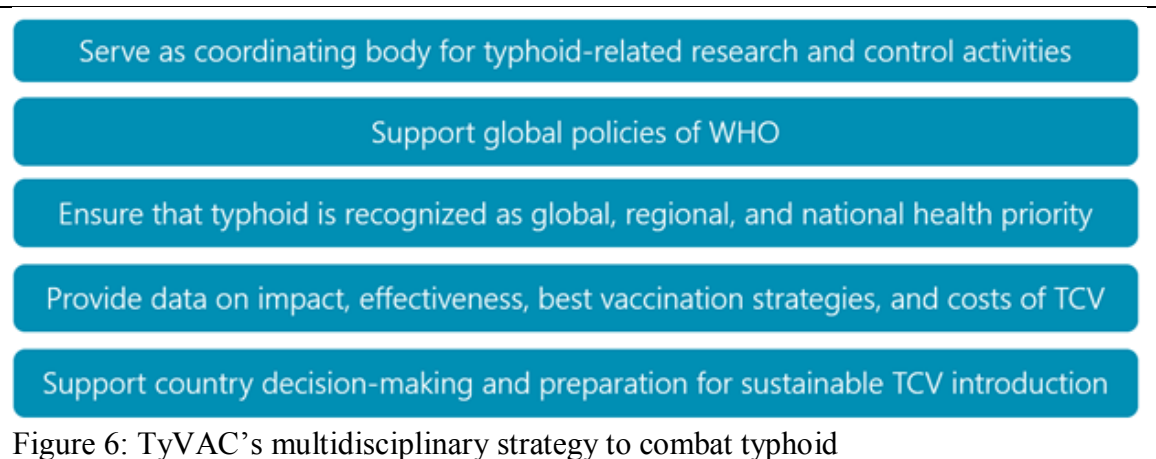 Serve as coordinating body for typhoid-related research and control activities
Support global policies of WHO
Ensure that typhoid is recognized as global, regional, and national health priority
Provide data on impact, effectiveness, best vaccination strategies, and costs of TCV
Support country decision-making and preparation for sustainable TCV introduction
Figure 6: TyVAC’s multidisciplinary strategy to combat typhoid